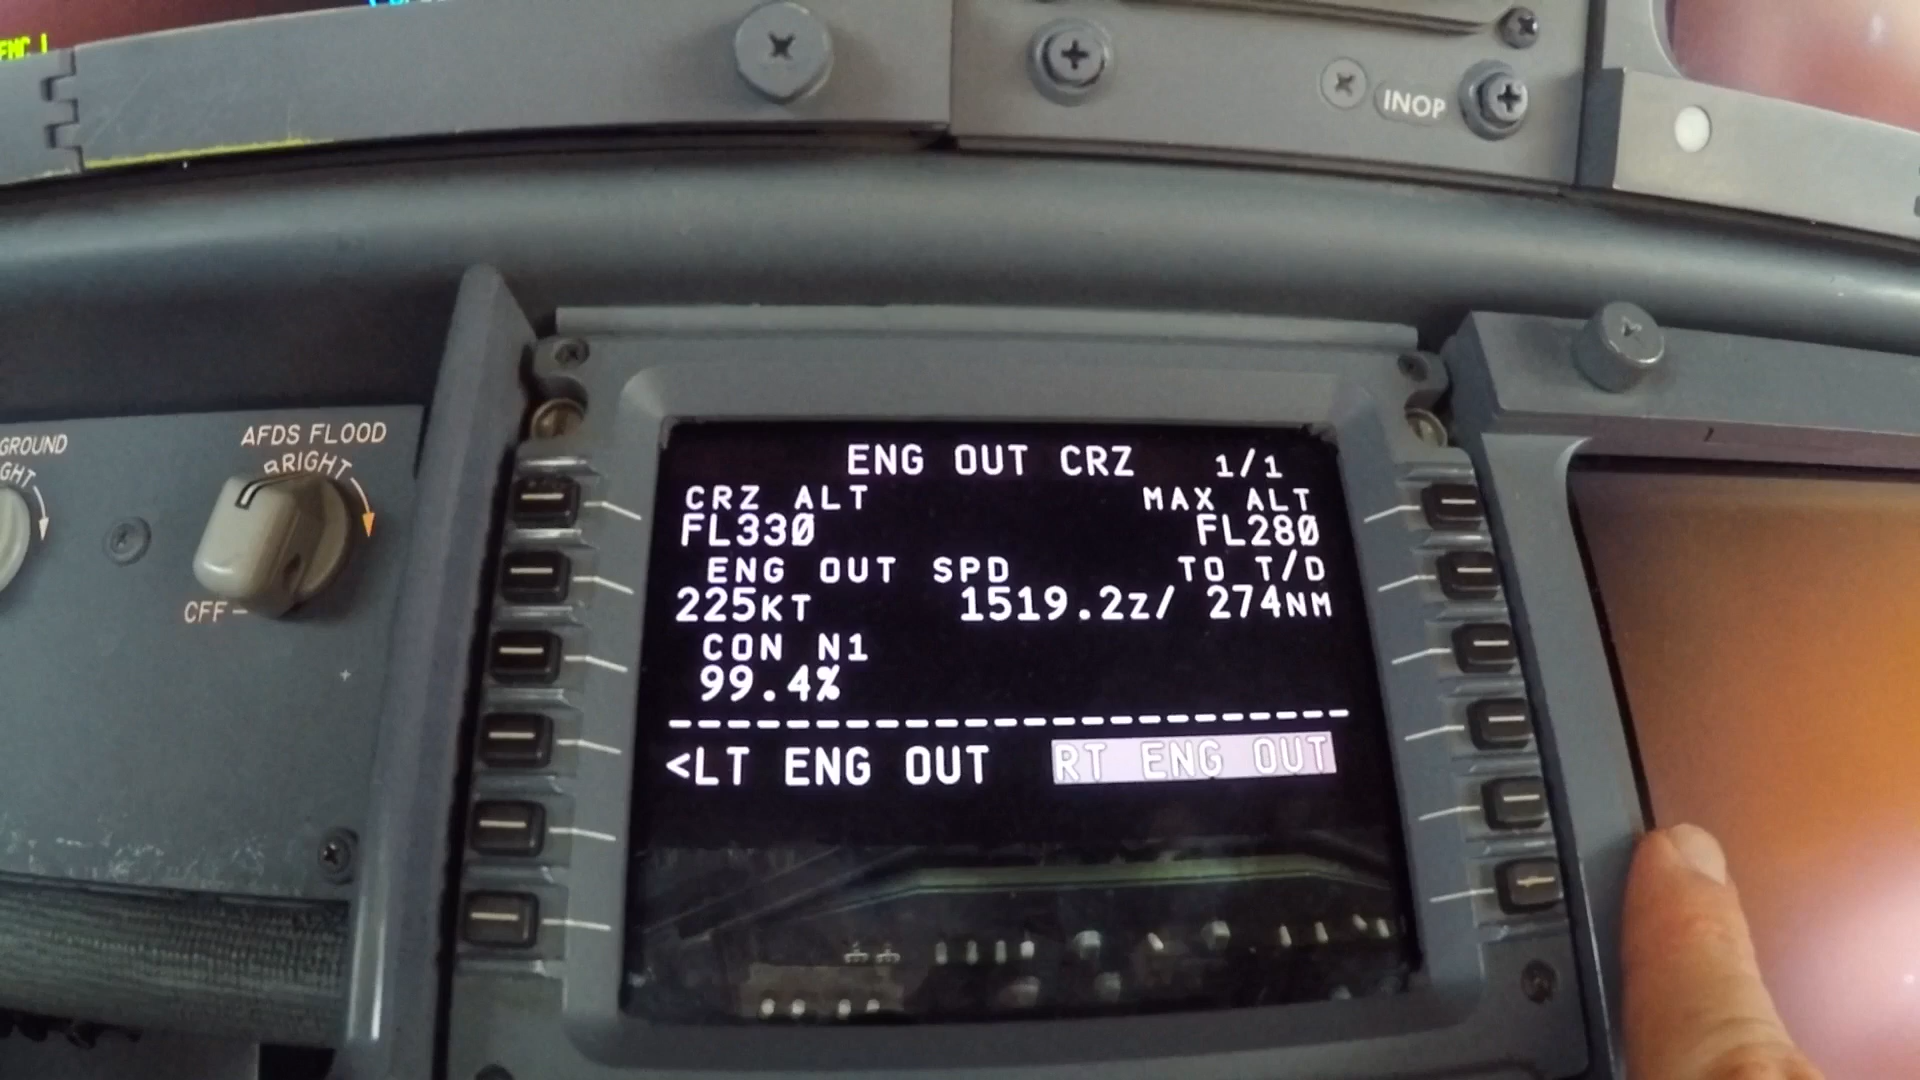 FMC
INOP
GROUND
AFDS FLOOD
BRIGHT
OFF
ENG OUT CRZ 1/1
CRZ ALT MAX ALT
FL330 FL280
ENG OUT SPD TO T/D
225KT 1519.2Z/ 274NM
CON N1
99.4%
------------------------
<LT ENG OUT RT ENG OUT